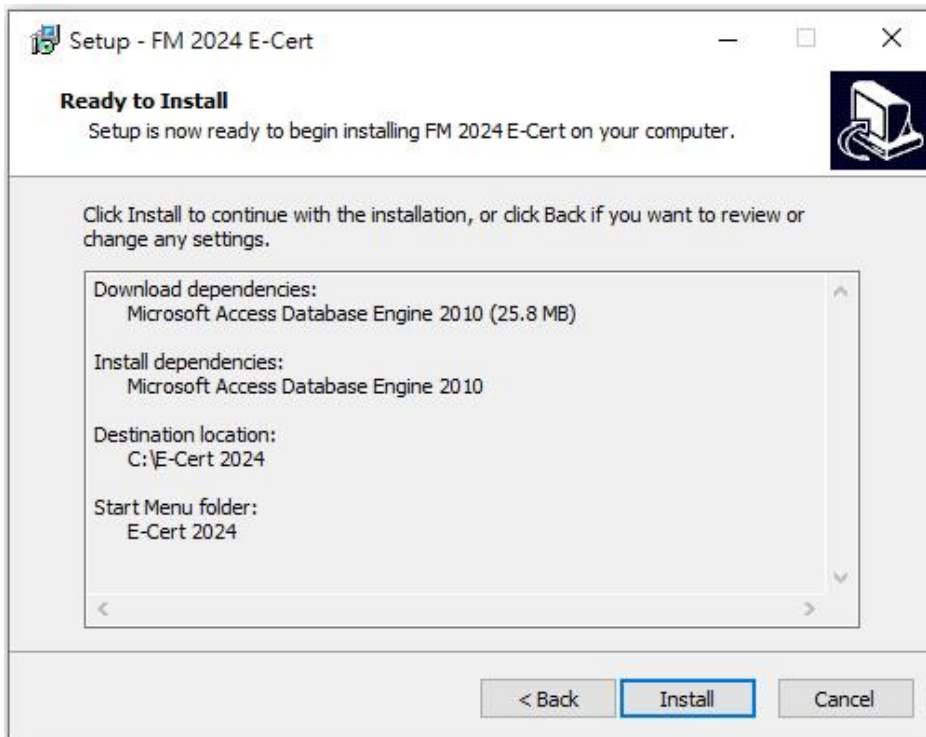 Setup - FM 2024 E-Cert
Ready to Install
Setup is now ready to begin installing FM 2024 E-Cert on your computer.
Click Install to continue with the installation, or click Back if you want to review or
change any settings.
Download dependencies:
Microsoft Access Database Engine 2010 (25.8 MB)
Install dependencies:
Microsoft Access Database Engine 2010
Destination location:
C:\E-Cert 2024
Start Menu folder:
E-Cert 2024
< Back
Install
Cancel